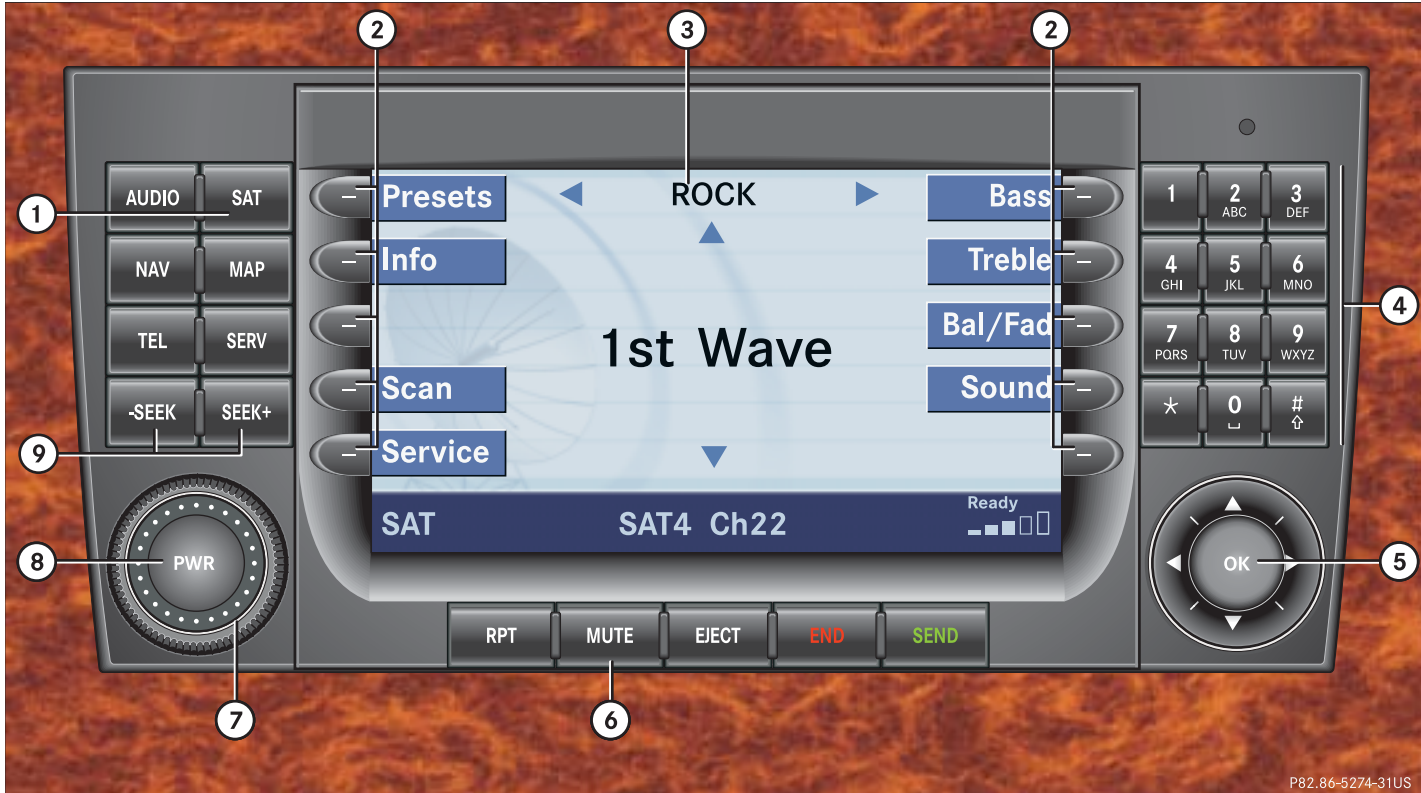 2 3 2
AUDIO SAT
1
NAV MAP
TEL SERV
-SEEK SEEK+
9
8
PWR
7
Presets ROCK Bass
Info Treble
1st Wave Bal/Fad
Scan Sound
Service
SAT SAT4 Ch22 Ready
RPT MUTE EJECT END SEND
6
1 2 ABC 3 DEF
4 GHI 5 JKL 6 MNO
4
7 PQRS 8 TUV 9 WXYZ
* 0 #
OK
5
P82.86-5274-31US